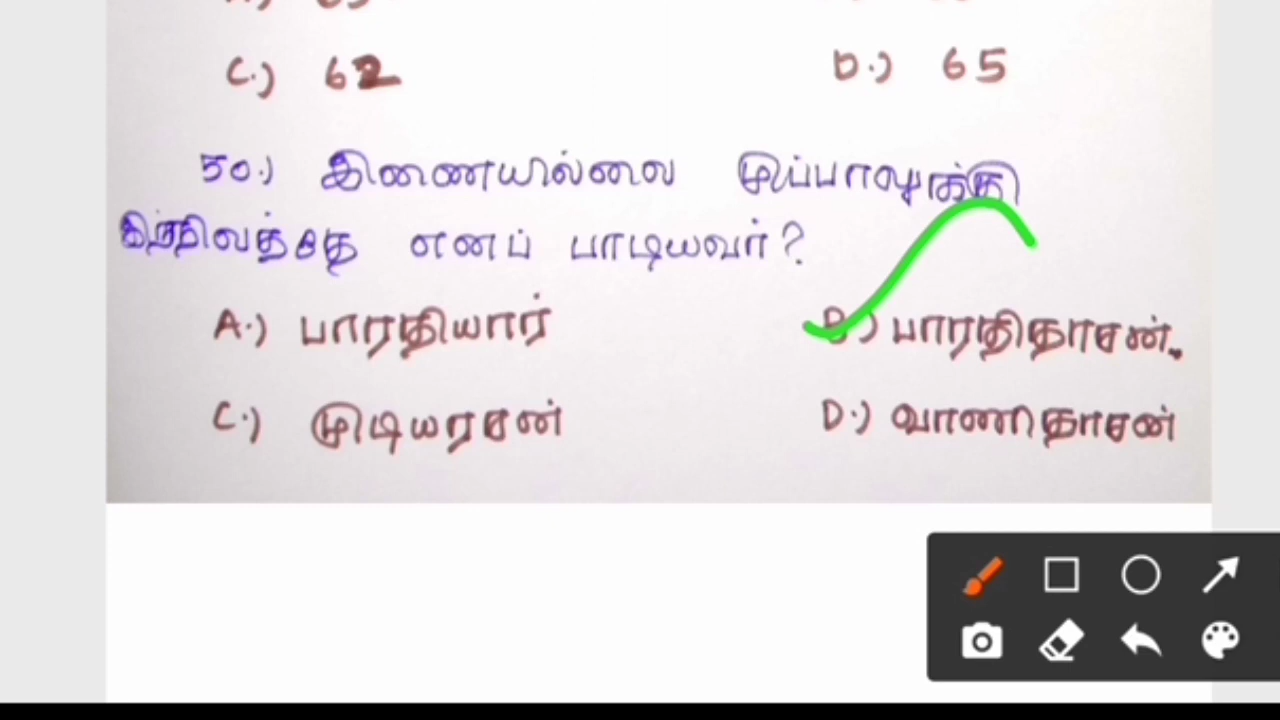 C.) 62
D.) 65
50.) இணையில்லை முப்பாலுக்கு
இந்நிலத்தே எனப் பாடியவர்?
A.) பாரதியார்
B.) பாரதிதாசன்.
C.) முடியரசன்
D.) வாணிதாசன்